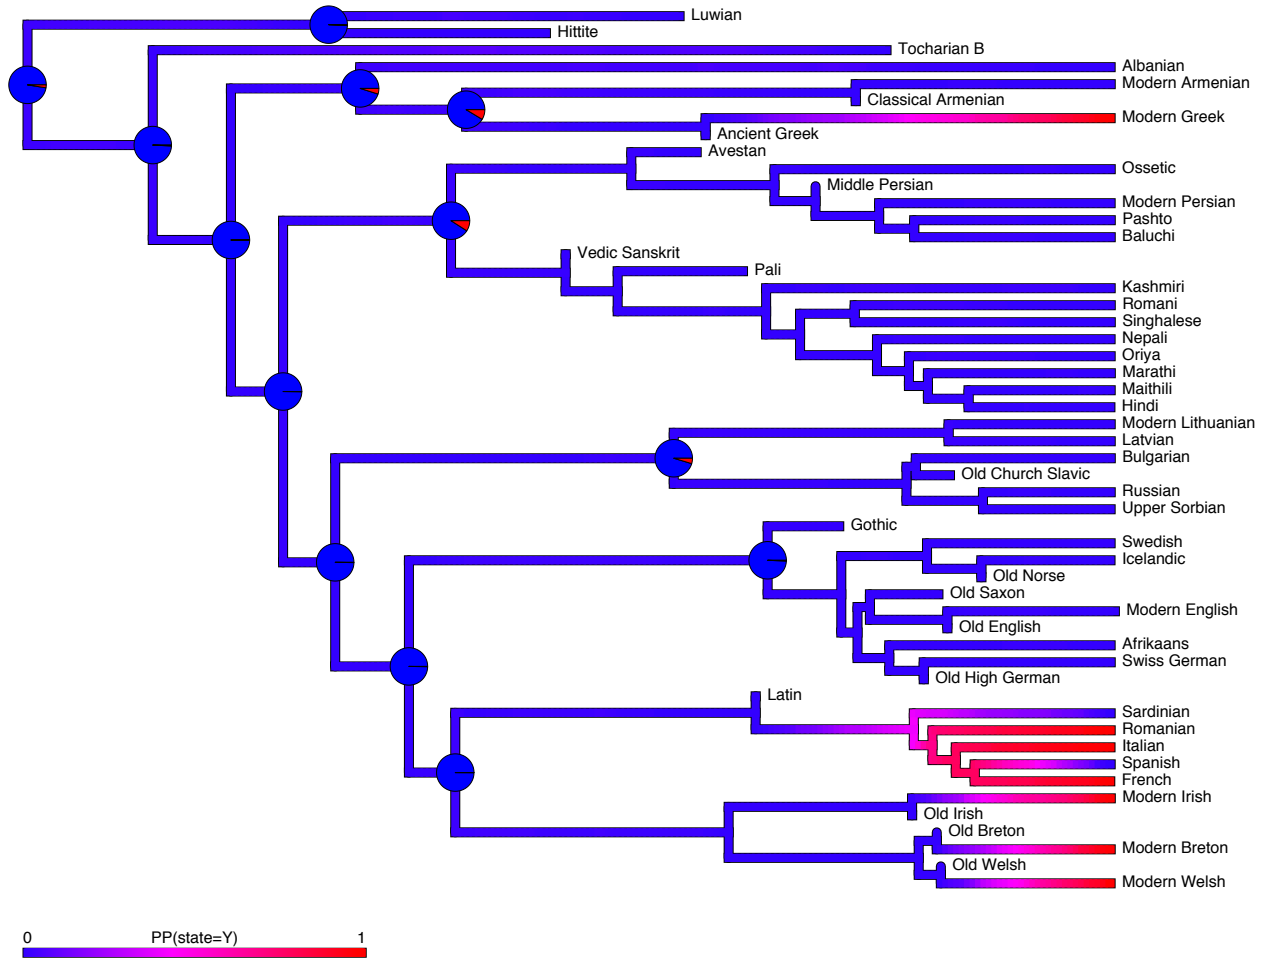 Luwian
Hittite
Tocharian B
Albanian
Modern Armenian
Classical Armenian
Modern Greek
Ancient Greek
Avestan
Ossetic
Middle Persian
Modern Persian
Pashto
Baluchi
Vedic Sanskrit
Pali
Kashmiri
Romani
Singhalese
Nepali
Oriya
Marathi
Maithili
Hindi
Modern Lithuanian
Latvian
Bulgarian
Old Church Slavic
Russian
Upper Sorbian
Gothic
Swedish
Icelandic
Old Norse
Old Saxon
Modern English
Old English
Afrikaans
Swiss German
Old High German
Latin
Sardinian
Romanian
Italian
Spanish
French
Modern Irish
Old Irish
Old Breton
Modern Breton
Old Welsh
Modern Welsh
0 PP(state=Y) 1